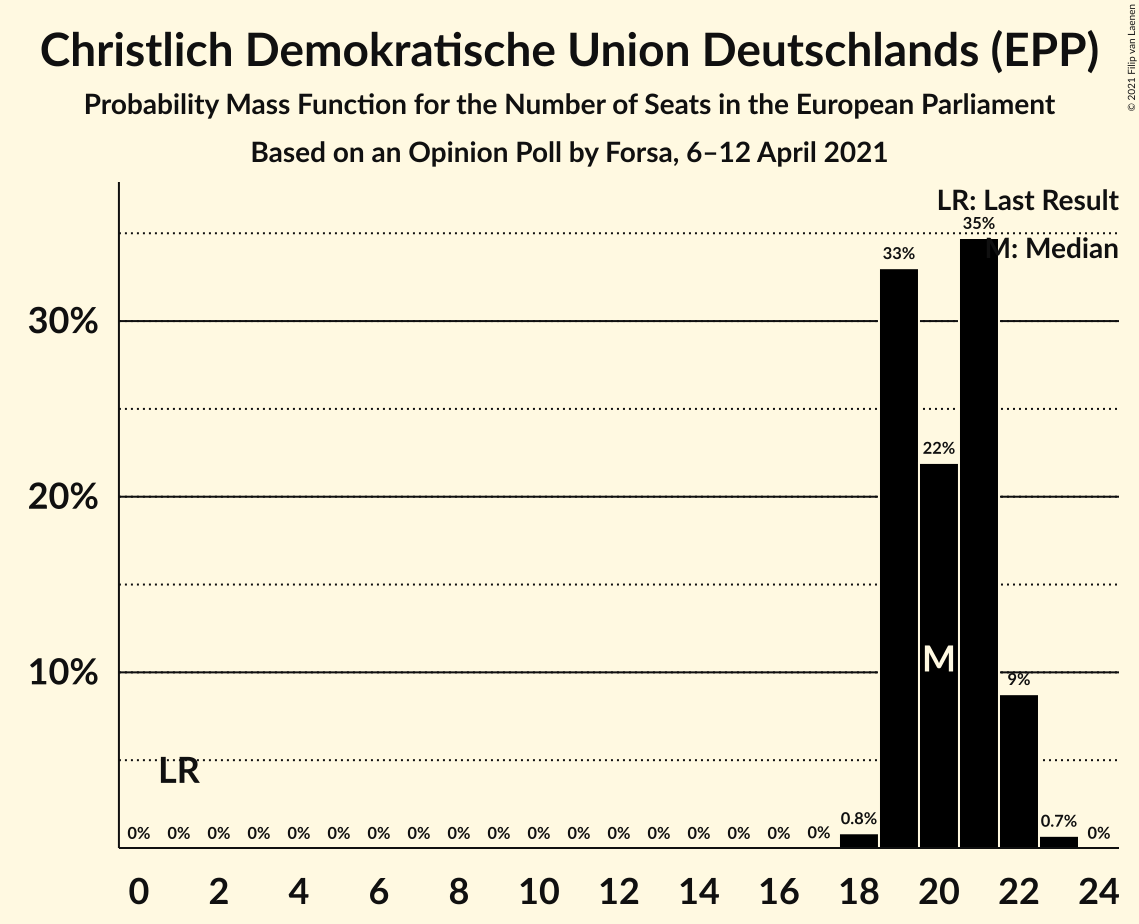 Christlich Demokratische Union Deutschlands (EPP)
Probability Mass Function for the Number of Seats in the European Parliament
Based on an Opinion Poll by Forsa, 6–12 April 2021
© 2021 Filip van Laenen
LR: Last Result
M: Median
35%
33%
30%
22%
20%
M
10%
9%
LR
0% 0% 0% 0% 0% 0% 0% 0% 0% 0% 0% 0% 0% 0% 0% 0% 0% 0% 0.8% 0.7% 0%
0 2 4 6 8 10 12 14 16 18 20 22 24